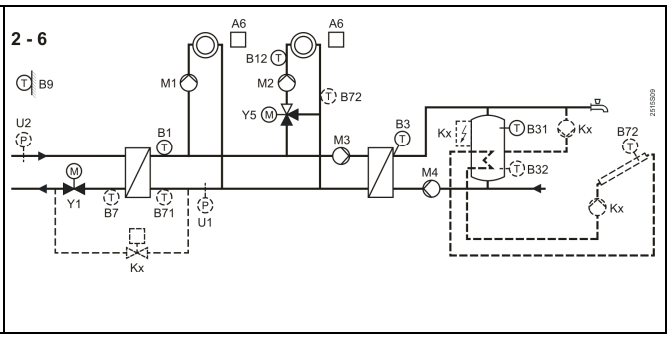 2 - 6
A6
A6
T
B9
B12
T
M1
M2
T
B72
U2
P
Y5
M
B1
T
M3
B3
T
Kx
T
B31
Kx
B72
T
2515S09
M
Y1
T
B7
T
B71
P
U1
M4
T
B32
Kx
Kx